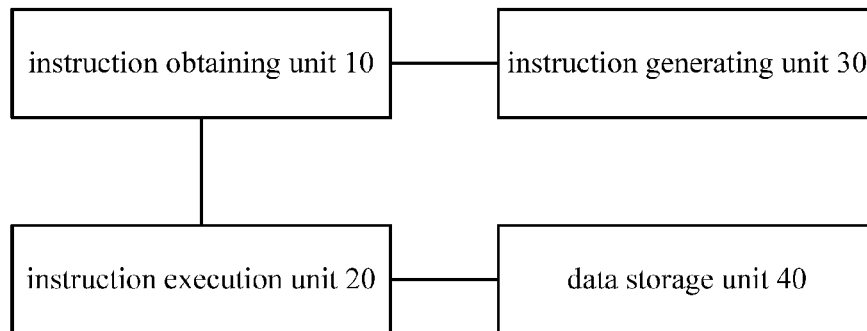 instruction obtaining unit 10
instruction generating unit 30
instruction execution unit 20
data storage unit 40